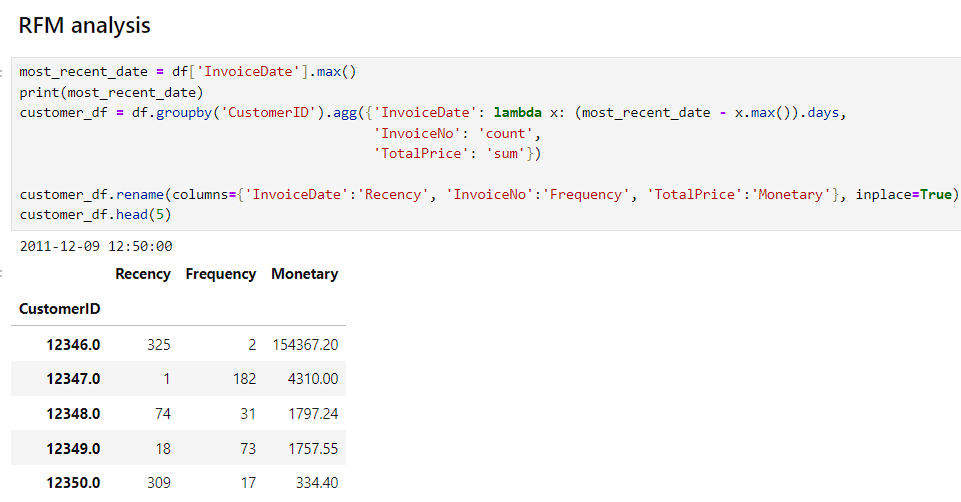 RFM analysis
most_recent_date = df['InvoiceDate'].max()
print(most_recent_date)
customer_df = df.groupby('CustomerID').agg({'InvoiceDate': lambda x: (most_recent_date - x.max()).days,
'InvoiceNo': 'count',
'TotalPrice': 'sum'})
customer_df.rename(columns={'InvoiceDate':'Recency', 'InvoiceNo':'Frequency', 'TotalPrice':'Monetary'}, inplace=True)
customer_df.head(5)
2011-12-09 12:50:00
Recency Frequency Monetary
CustomerID
12346.0 325 2 154367.20
12347.0 1 182 4310.00
12348.0 74 31 1797.24
12349.0 18 73 1757.55
12350.0 309 17 334.40